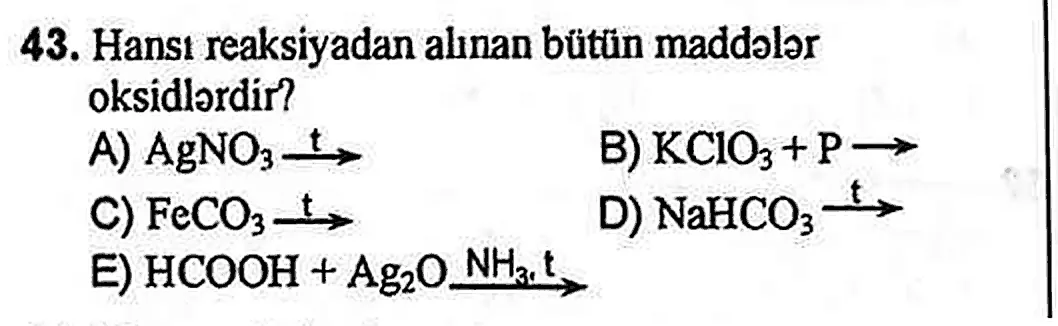 43. Hansı reaksiyadan alınan bütün maddələr
oksidlərdir?
A) AgNO₃ —t→ B) KClO₃ + P →
C) FeCO₃ —t→ D) NaHCO₃ —t→
E) HCOOH + Ag₂O —NH₃, t→